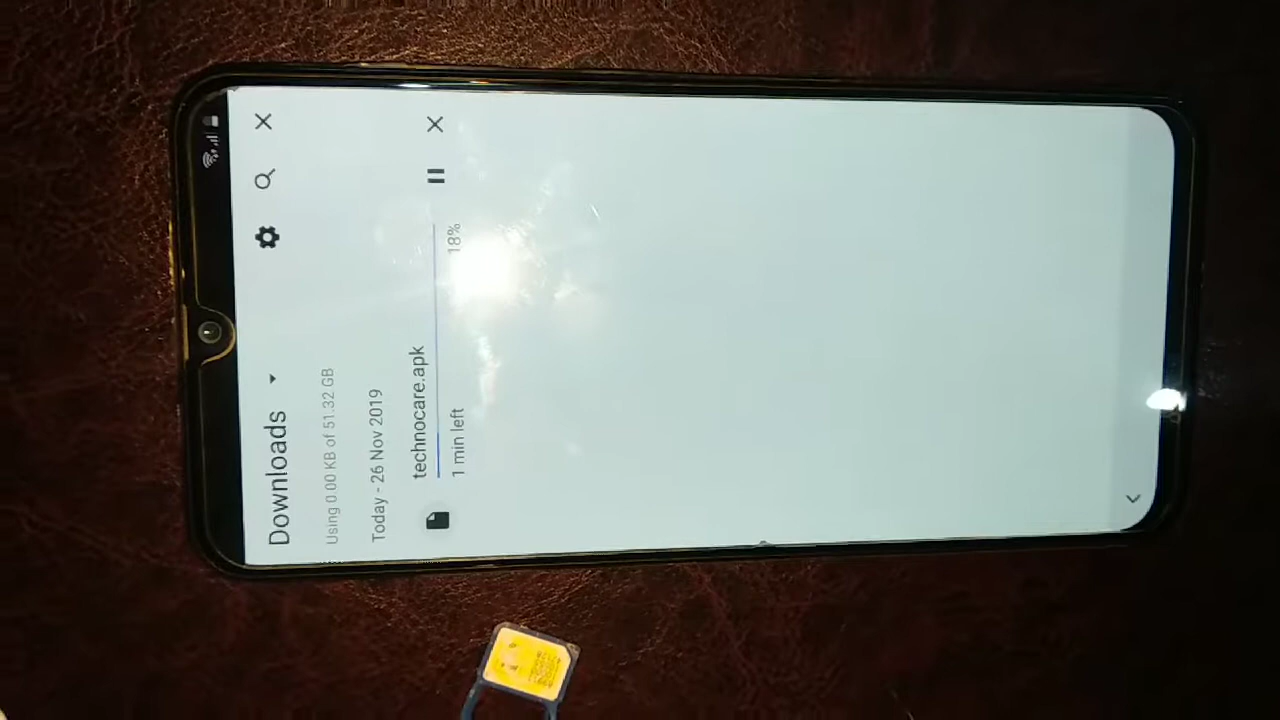 Downloads
Using 0.00 KB of 51.32 GB
Today - 26 Nov 2019
technocare.apk
1 min left 18%